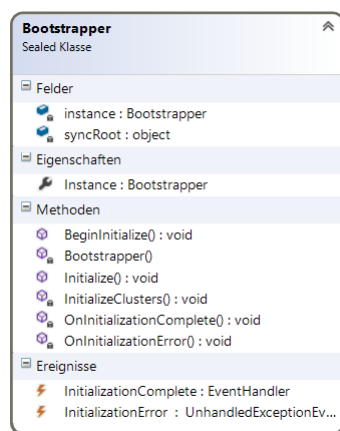 Bootstrapper
Sealed Klasse
Felder
instance : Bootstrapper
syncRoot : object
Eigenschaften
Instance : Bootstrapper
Methoden
BeginInitialize() : void
Bootstrapper()
Initialize() : void
InitializeClusters() : void
OnInitializationComplete() : void
OnInitializationError() : void
Ereignisse
InitializationComplete : EventHandler
InitializationError : UnhandledExceptionEv...